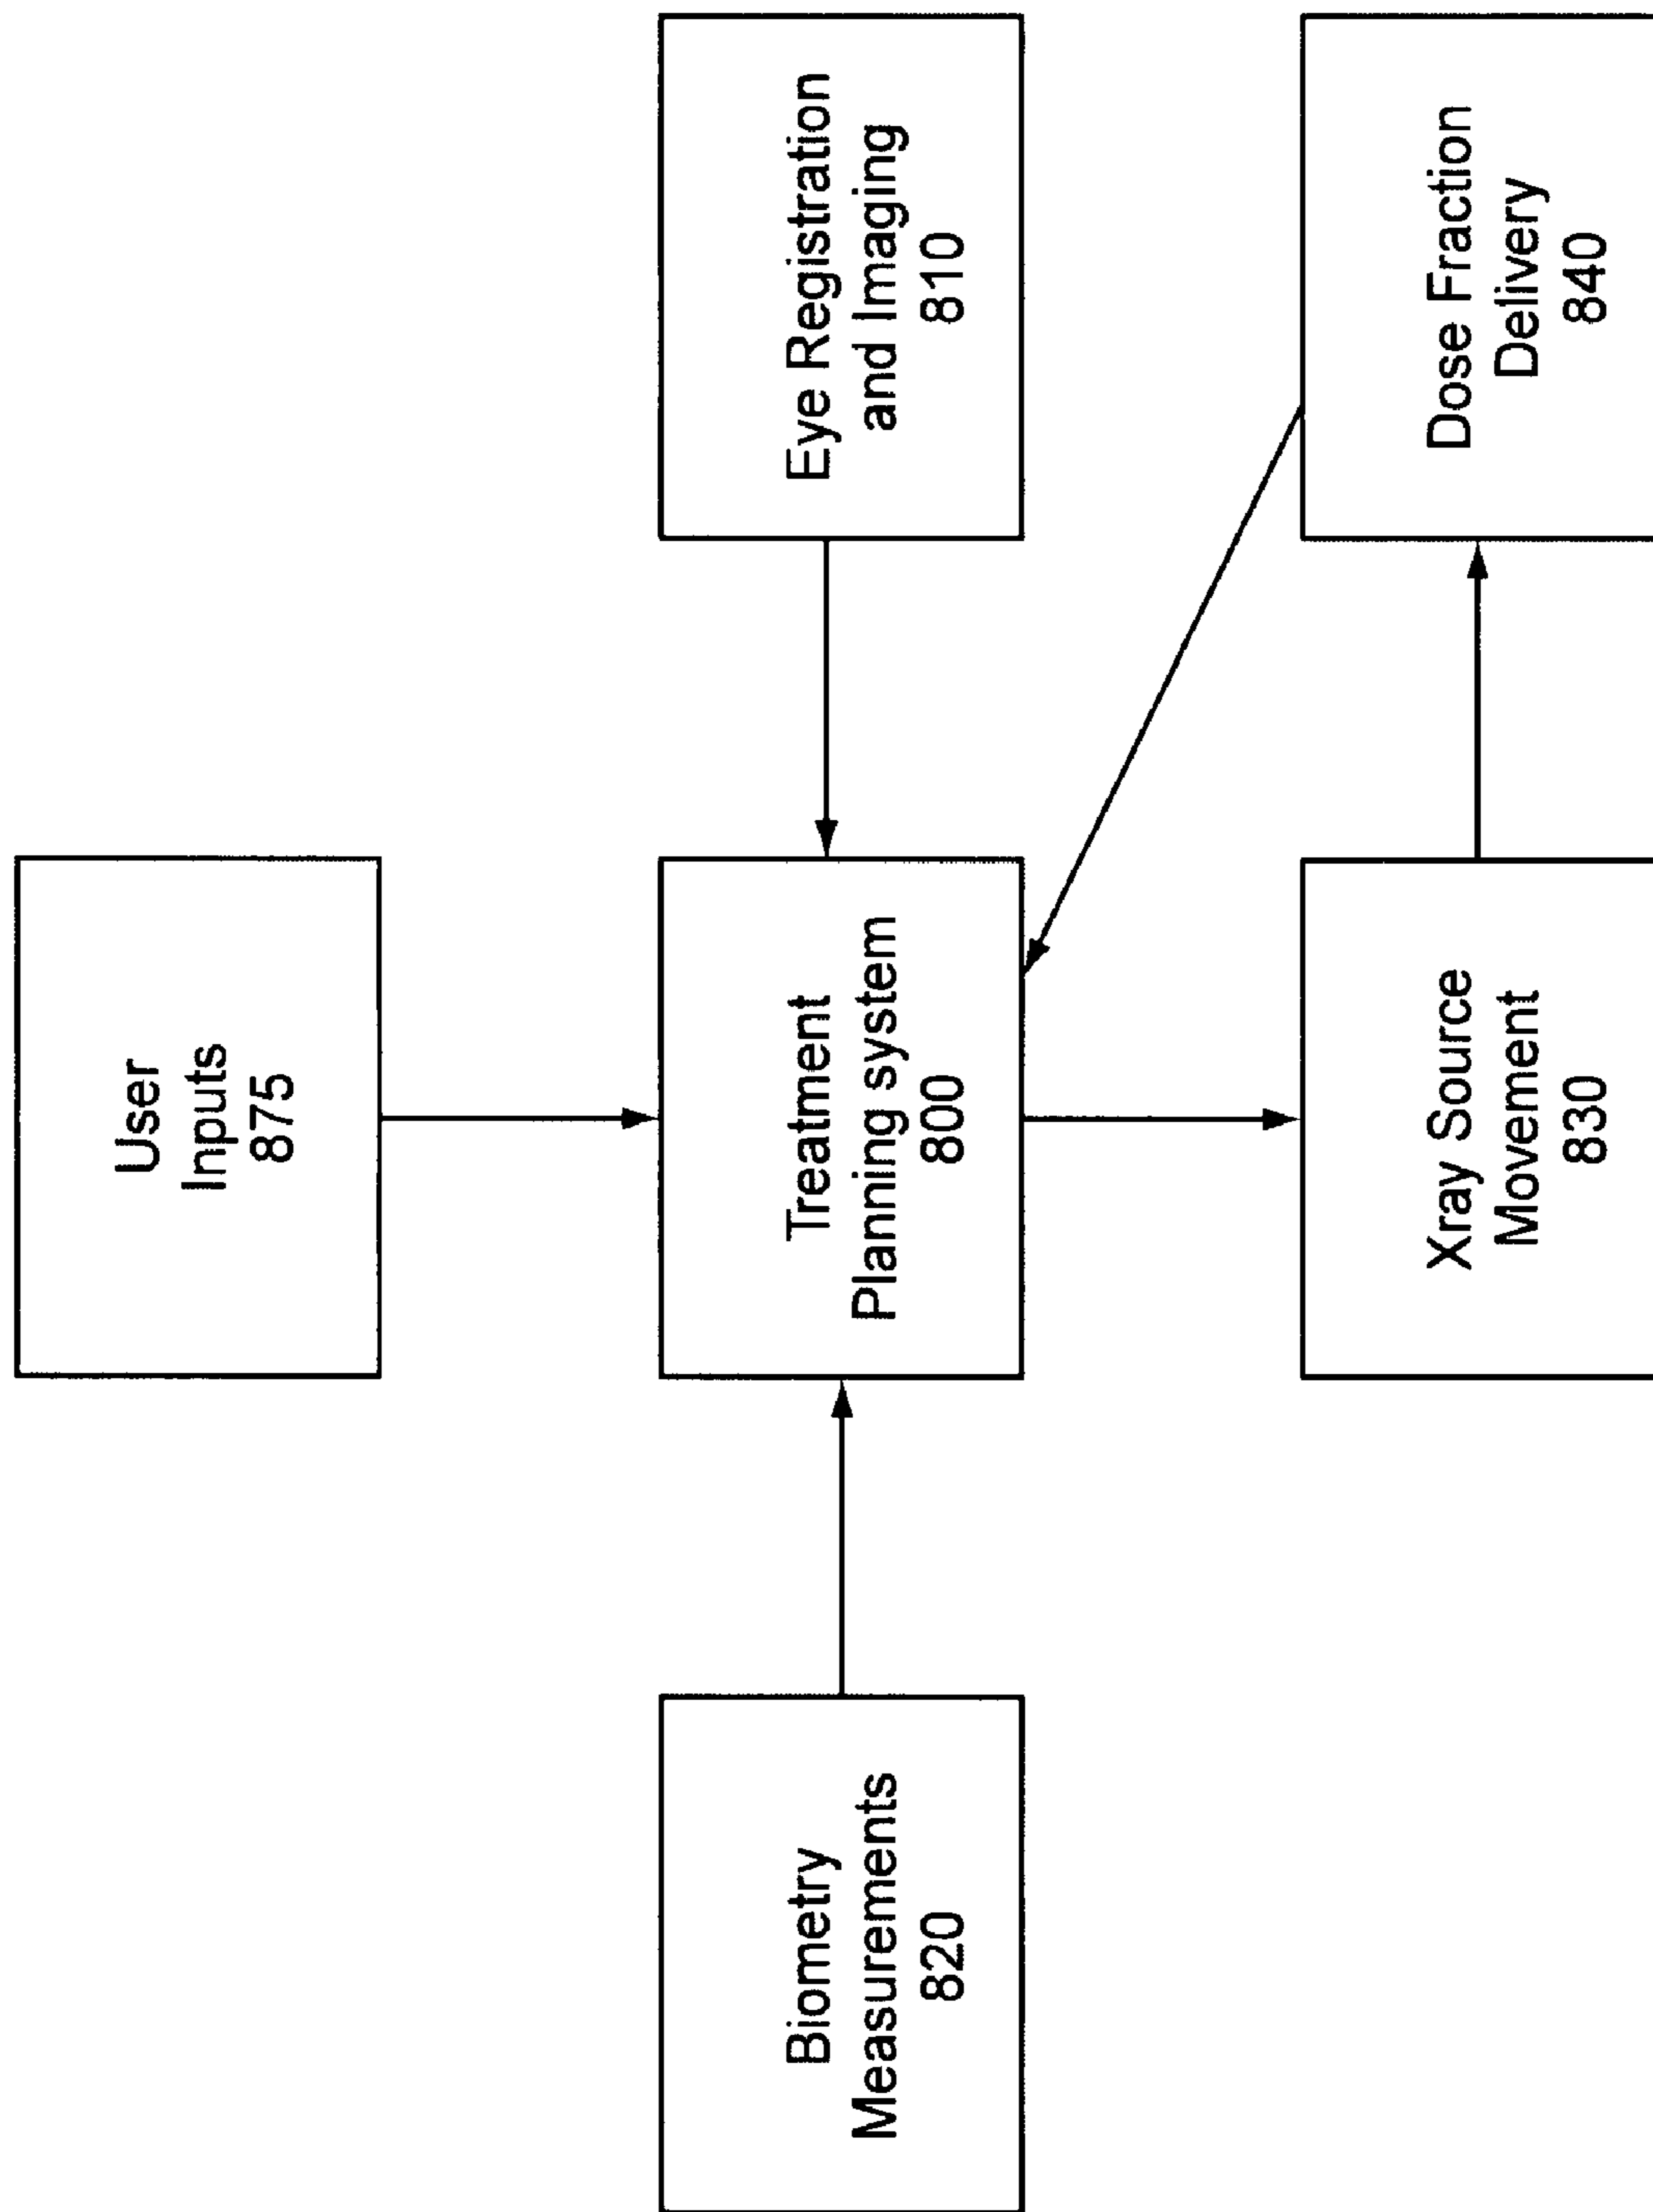 User
Inputs
875
Biometry
Measurements
820
Treatment
Planning system
800
Eye Registration
and Imaging
810
Xray Source
Movement
830
Dose Fraction
Delivery
840